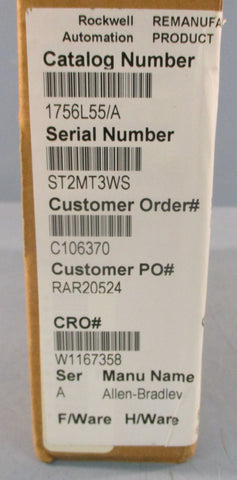 Rockwell REMANUFA
Automation PRODUCT
Catalog Number
1756L55/A
Serial Number
ST2MT3WS
Customer Order#
C106370
Customer PO#
RAR20524
CRO#
W1167358
Ser Manu Name
A Allen-Bradley
F/Ware H/Ware